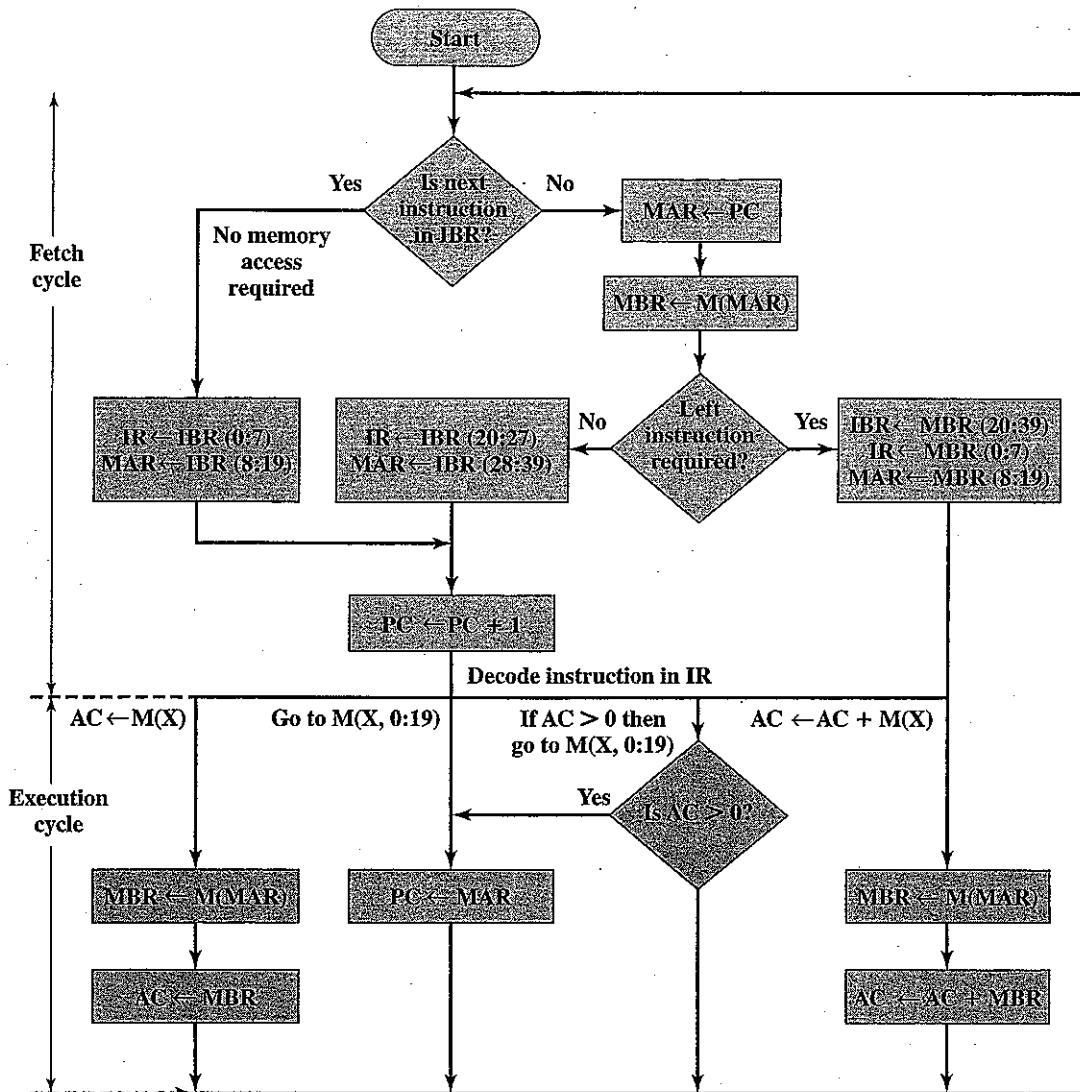 Start
Yes
Is next
instruction
in IBR?
No
MAR ← PC
No memory
access
required
Fetch
cycle
MBR ← M(MAR)
IR ← IBR (0:7)
MAR ← IBR (8:19)
IR ← IBR (20:27)
MAR ← IBR (28:39)
No
Left
instruction
required?
Yes
IBR ← MBR (20:39)
IR ← MBR (0:7)
MAR ← MBR (8:19)
PC ← PC + 1
Decode instruction in IR
AC ← M(X)
Go to M(X, 0:19)
If AC > 0 then
go to M(X, 0:19)
AC ← AC + M(X)
Execution
cycle
Yes
Is AC > 0?
MBR ← M(MAR)
PC ← MAR
MBR ← M(MAR)
AC ← MBR
AC ← AC + MBR